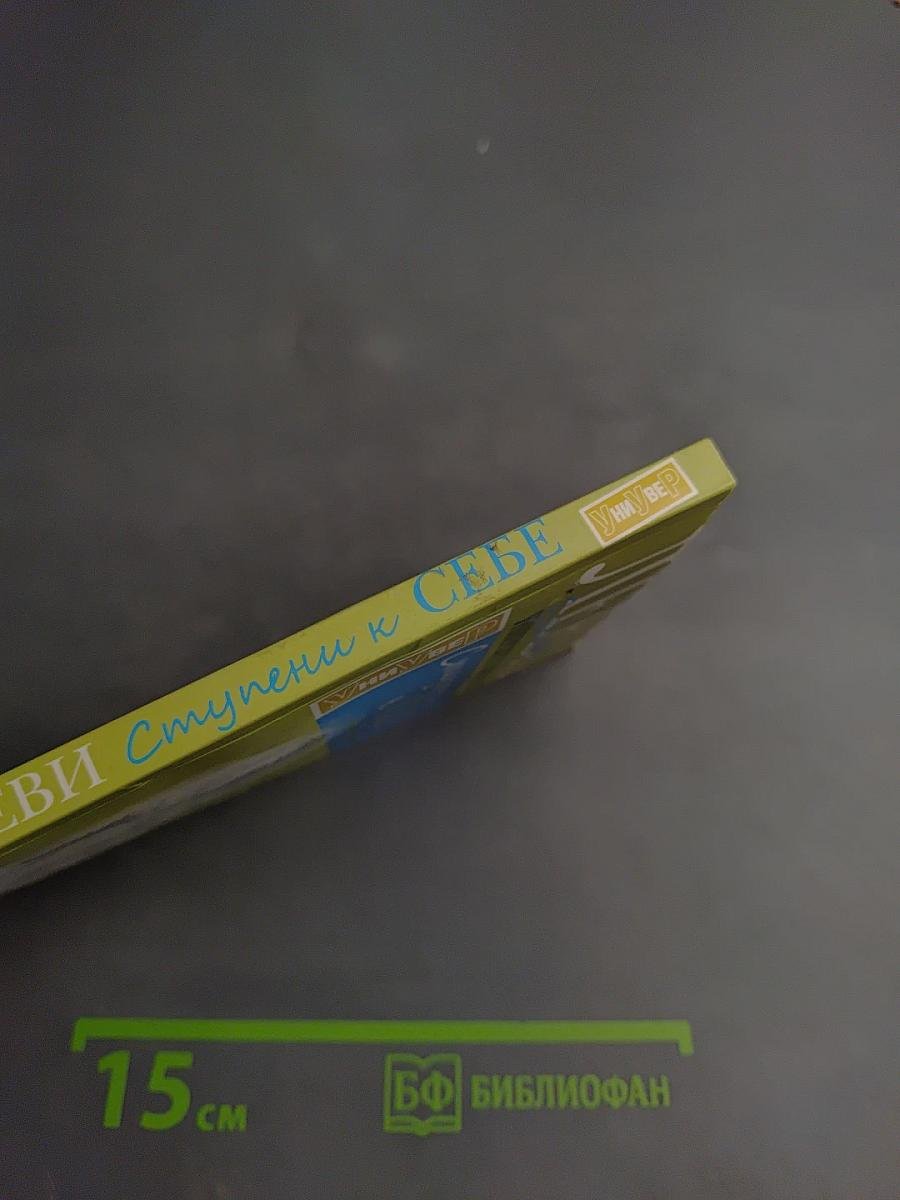 ЕВИ Ступени к СЕБЕ УниУвеР
УниУвеР
15 см
БФ БИБЛИОФАН